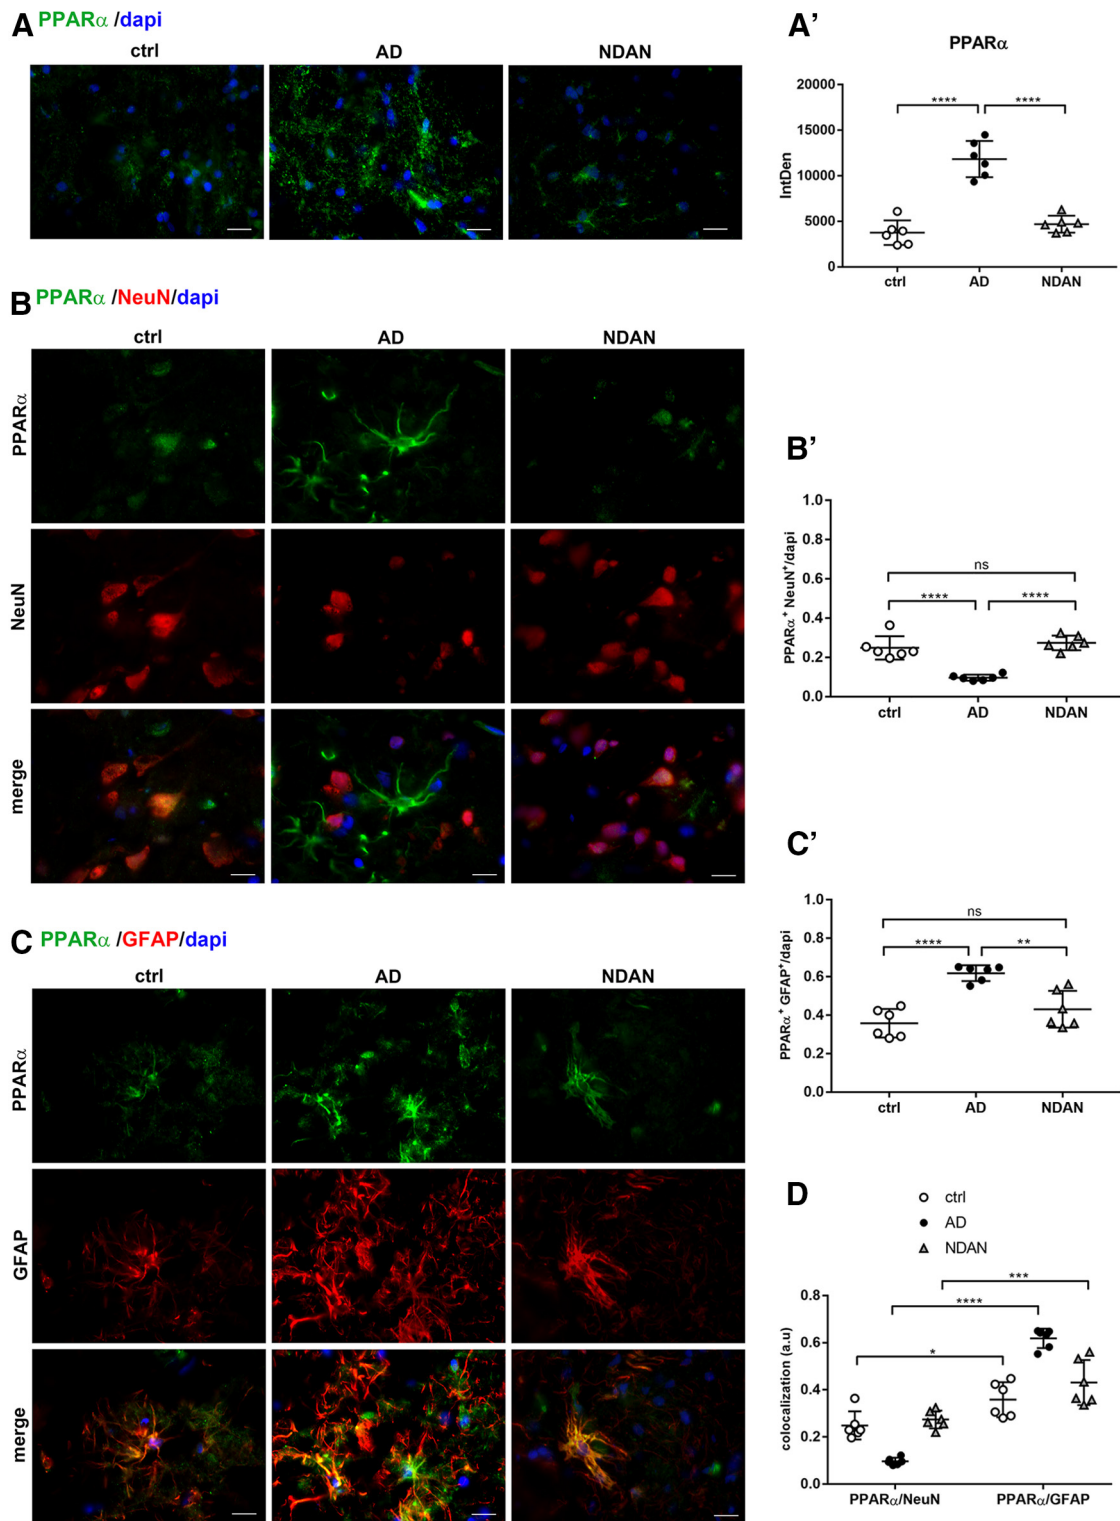 A PPARα /dapi
ctrl AD NDAN
A'
PPARα
20000
15000
10000
5000
0
IntDen
**** ****
ctrl AD NDAN
B PPARα /NeuN/dapi
ctrl AD NDAN
PPARα
NeuN
merge
B'
1.0
0.8
0.6
0.4
0.2
0.0
PPARα⁺ NeuN⁺/dapi
ns
**** ****
ctrl AD NDAN
C PPARα /GFAP/dapi
ctrl AD NDAN
PPARα
GFAP
merge
C'
1.0
0.8
0.6
0.4
0.2
0.0
PPARα⁺ GFAP⁺/dapi
ns
**** **
ctrl AD NDAN
D
ctrl
AD
NDAN
0.8
0.6
0.4
0.2
0.0
colocalization (a.u)
***
****
*
PPARα/NeuN PPARα/GFAP